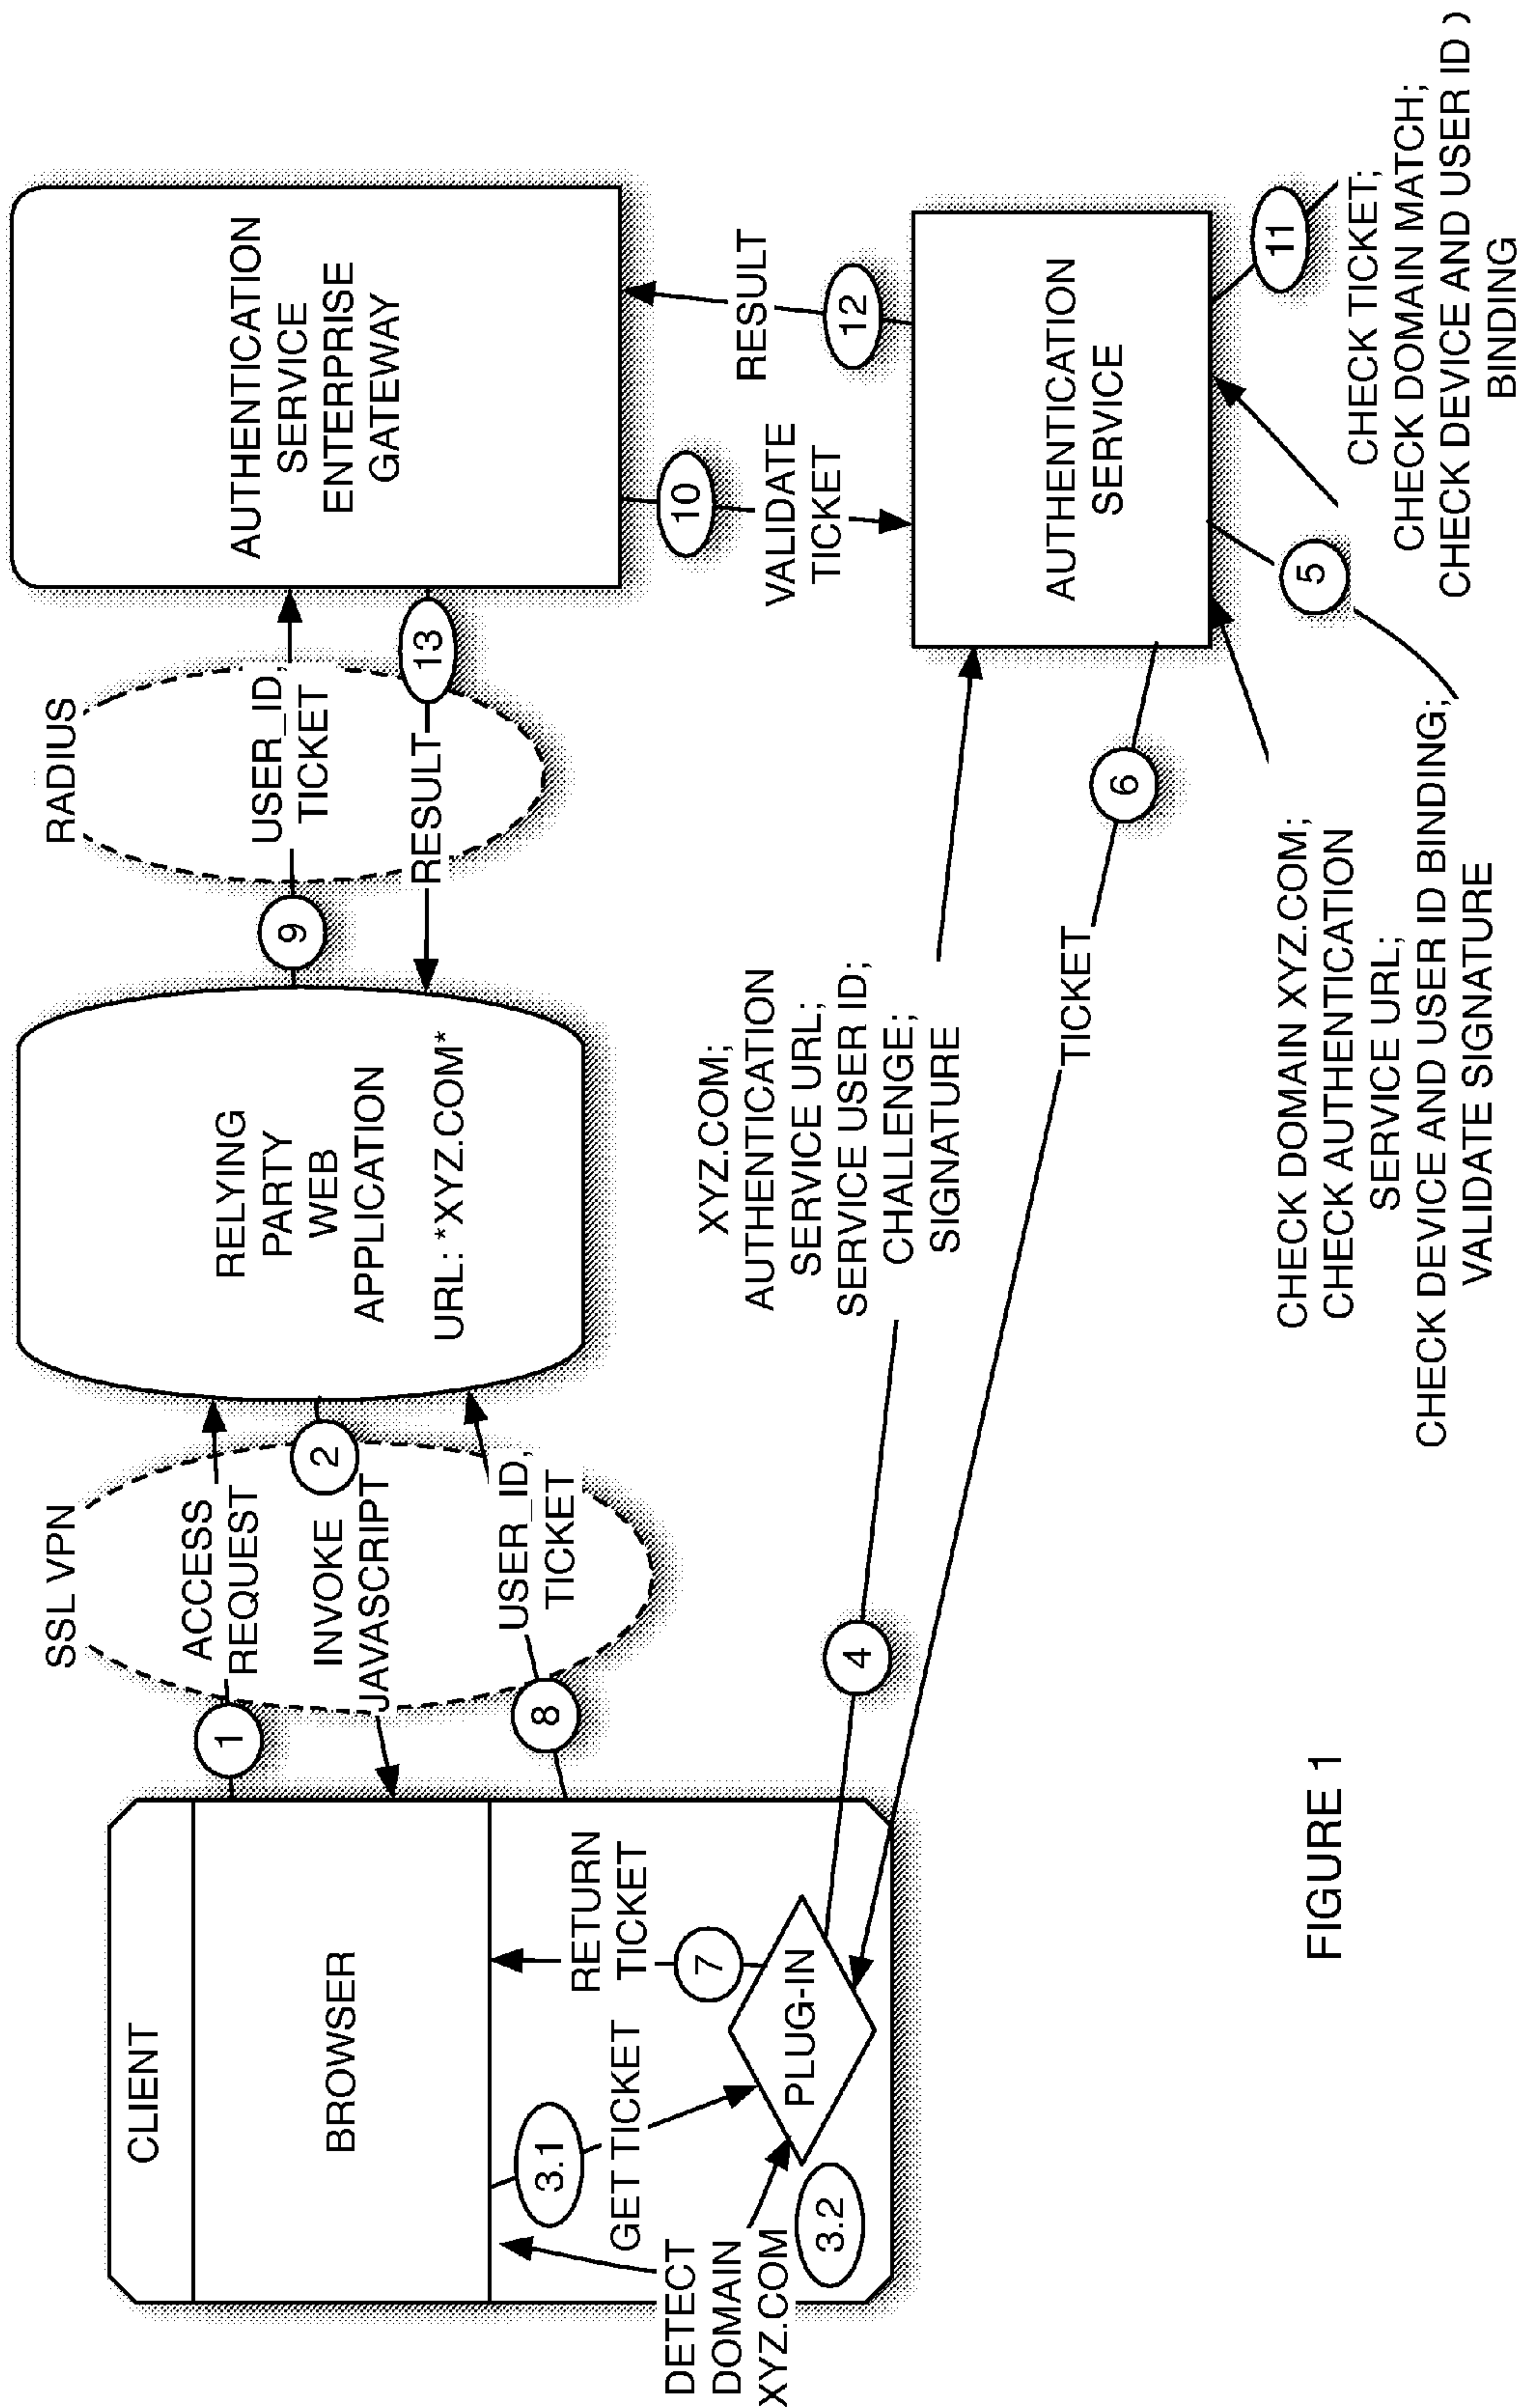 CLIENT
BROWSER
3.1
GET TICKET
DETECT
DOMAIN
XYZ.COM
3.2
PLUG-IN
7
RETURN
TICKET
SSL VPN
1
ACCESS
REQUEST
2
INVOKE
JAVASCRIPT
8
USER_ID,
TICKET
RELYING
PARTY
WEB
APPLICATION
URL: *XYZ.COM*
RADIUS
9
USER_ID,
TICKET
13
RESULT
AUTHENTICATION
SERVICE
ENTERPRISE
GATEWAY
10
VALIDATE
TICKET
12
RESULT
AUTHENTICATION
SERVICE
4
XYZ.COM;
AUTHENTICATION
SERVICE URL;
SERVICE USER ID;
CHALLENGE;
SIGNATURE
6
TICKET
5
CHECK DOMAIN XYZ.COM;
CHECK AUTHENTICATION
SERVICE URL;
CHECK DEVICE AND USER ID BINDING;
VALIDATE SIGNATURE
11
CHECK TICKET;
CHECK DOMAIN MATCH;
CHECK DEVICE AND USER ID )
BINDING
FIGURE 1